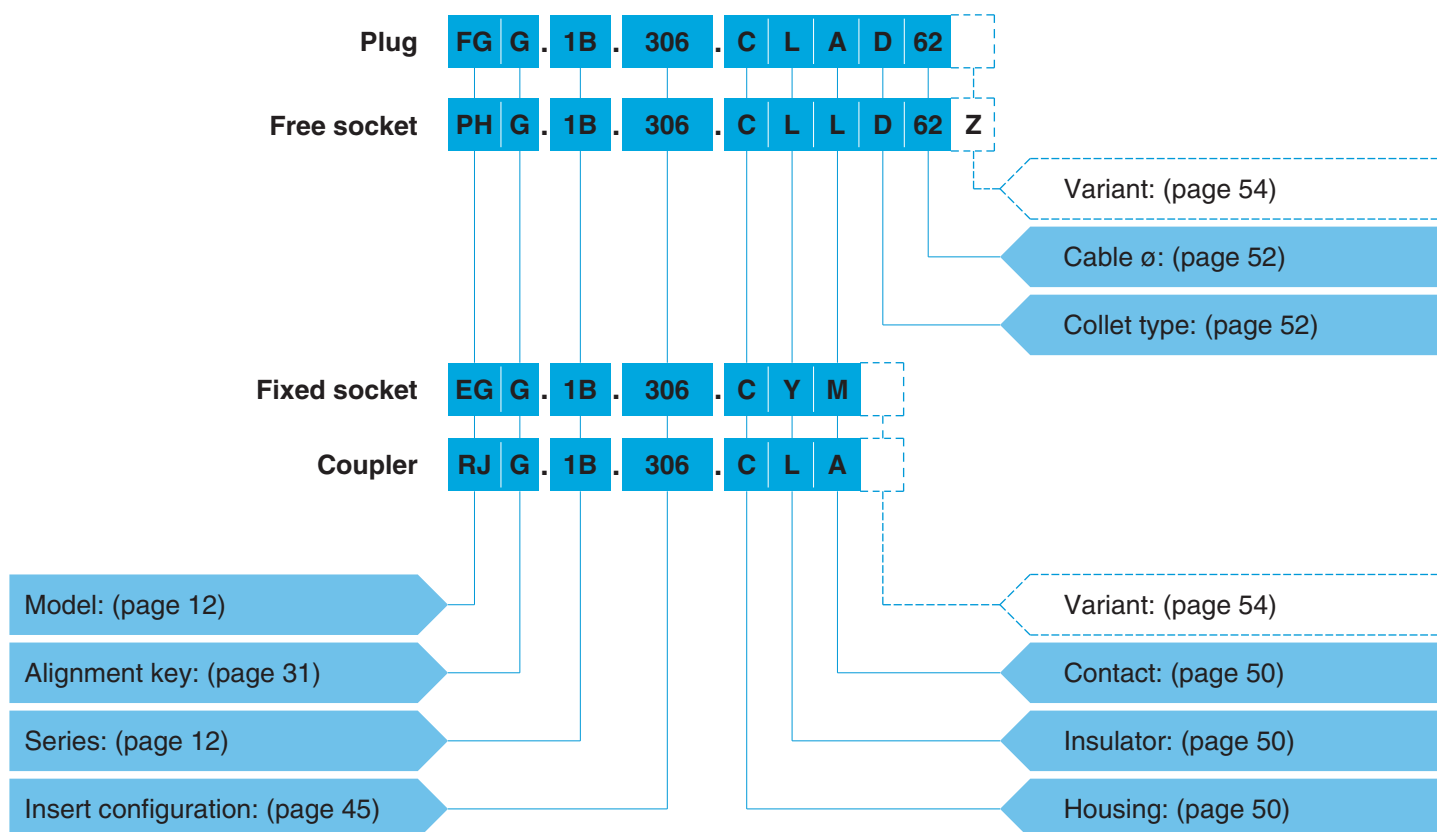 Plug FG G . 1B . 306 . C L A D 62
Free socket PH G . 1B . 306 . C L L D 62 Z
Variant: (page 54)
Cable ø: (page 52)
Collet type: (page 52)
Fixed socket EG G . 1B . 306 . C Y M
Coupler RJ G . 1B . 306 . C L A
Model: (page 12) Variant: (page 54)
Alignment key: (page 31) Contact: (page 50)
Series: (page 12) Insulator: (page 50)
Insert configuration: (page 45) Housing: (page 50)